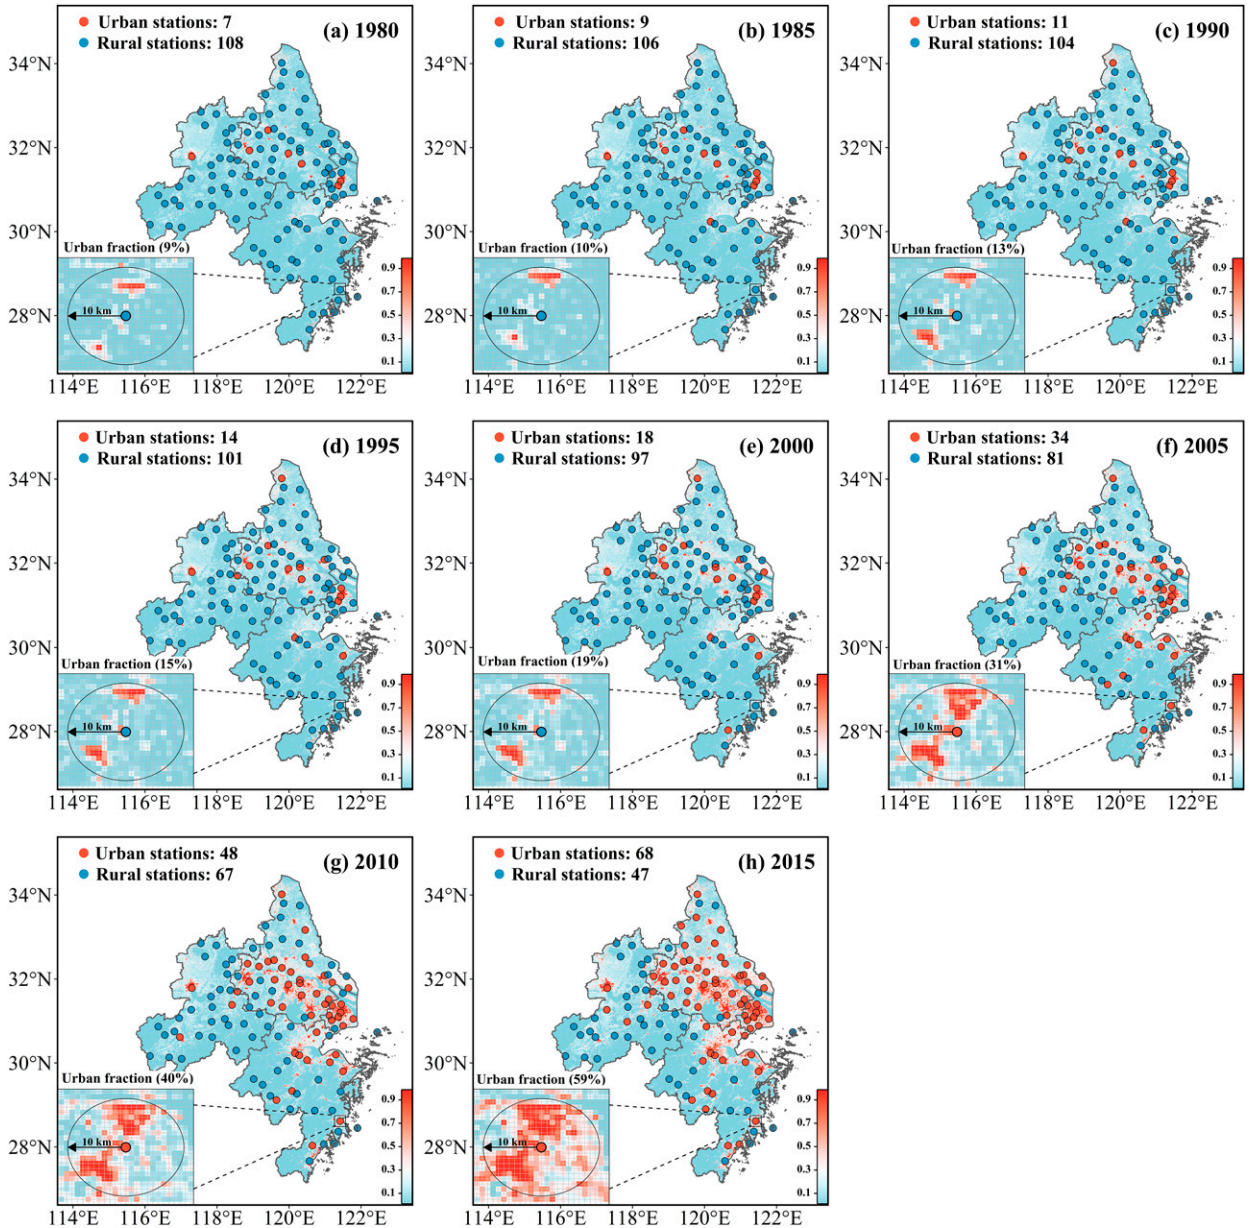 Urban stations: 7
Rural stations: 108
(a) 1980
34°N
32°N
30°N
28°N
Urban fraction (9%)
10 km
0.9
0.7
0.5
0.3
0.1
114°E 116°E 118°E 120°E 122°E
Urban stations: 9
Rural stations: 106
(b) 1985
34°N
32°N
30°N
28°N
Urban fraction (10%)
10 km
0.9
0.7
0.5
0.3
0.1
114°E 116°E 118°E 120°E 122°E
Urban stations: 11
Rural stations: 104
(c) 1990
34°N
32°N
30°N
28°N
Urban fraction (13%)
10 km
0.9
0.7
0.5
0.3
0.1
114°E 116°E 118°E 120°E 122°E
Urban stations: 14
Rural stations: 101
(d) 1995
34°N
32°N
30°N
28°N
Urban fraction (15%)
10 km
0.9
0.7
0.5
0.3
0.1
114°E 116°E 118°E 120°E 122°E
Urban stations: 18
Rural stations: 97
(e) 2000
34°N
32°N
30°N
28°N
Urban fraction (19%)
10 km
0.9
0.7
0.5
0.3
0.1
114°E 116°E 118°E 120°E 122°E
Urban stations: 34
Rural stations: 81
(f) 2005
34°N
32°N
30°N
28°N
Urban fraction (31%)
10 km
0.9
0.7
0.5
0.3
0.1
114°E 116°E 118°E 120°E 122°E
Urban stations: 48
Rural stations: 67
(g) 2010
34°N
32°N
30°N
28°N
Urban fraction (40%)
10 km
0.9
0.7
0.5
0.3
0.1
114°E 116°E 118°E 120°E 122°E
Urban stations: 68
Rural stations: 47
(h) 2015
34°N
32°N
30°N
28°N
Urban fraction (59%)
10 km
0.9
0.7
0.5
0.3
0.1
114°E 116°E 118°E 120°E 122°E